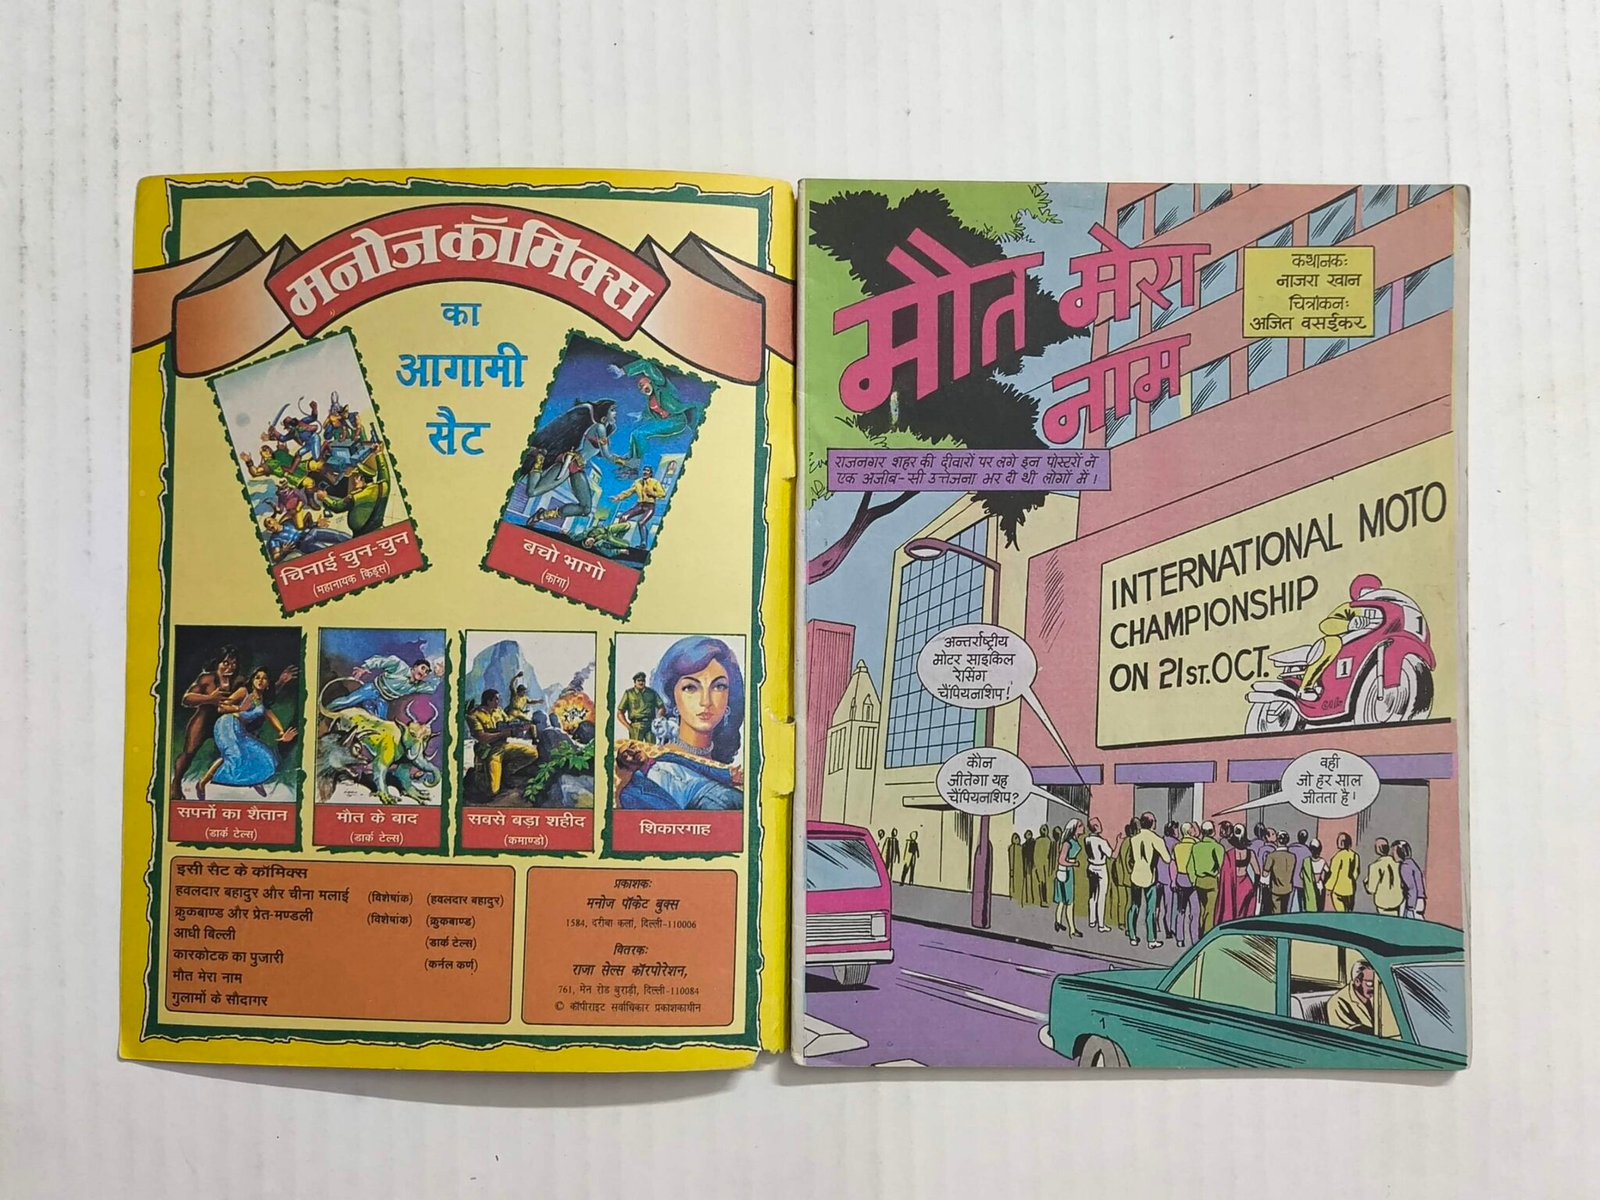 मनोज कॉमिक्स
का
आगामी
सैट
चिनाई चुन-चुन
(महानायक किड्स)
बचो भागो
(कांगा)
सपनों का शैतान
(डार्क टेल्स)
मौत के बाद
(डार्क टेल्स)
सबसे बड़ा शहीद
(कमाण्डो)
शिकारगाह
इसी सैट के कॉमिक्स
हवलदार बहादुर और चीना मलाई (विशेषांक) (हवलदार बहादुर)
क्रुकबाण्ड और प्रेत-मण्डली (विशेषांक) (क्रुकबाण्ड)
आधी बिल्ली (डार्क टेल्स)
कारकोटक का पुजारी (कर्नल कर्ण)
मौत मेरा नाम
गुलामों के सौदागर
प्रकाशकः
मनोज पॉकेट बुक्स
1584, दरीबा कलां, दिल्ली-110006
वितरकः
राजा सेल्स कॉरपोरेशन,
761, मेन रोड बुराड़ी, दिल्ली-110084
© कॉपीराइट सर्वाधिकार प्रकाशकाधीन
मौत मेरा
नाम
कथानकः
नाजरा खान
चित्रांकनः
अजित वसईकर
राजनगर शहर की दीवारों पर लगे इन पोस्टरों ने
एक अजीब-सी उत्तेजना भर दी थी लोगों में!
INTERNATIONAL MOTO
CHAMPIONSHIP
ON 21ST. OCT.
1
1
अन्तर्राष्ट्रीय
मोटर साइकिल
रेसिंग
चैंपियनशिप!
कौन
जीतेगा यह
चैंपियनशिप?
वही
जो हर साल
जीतता है!
1